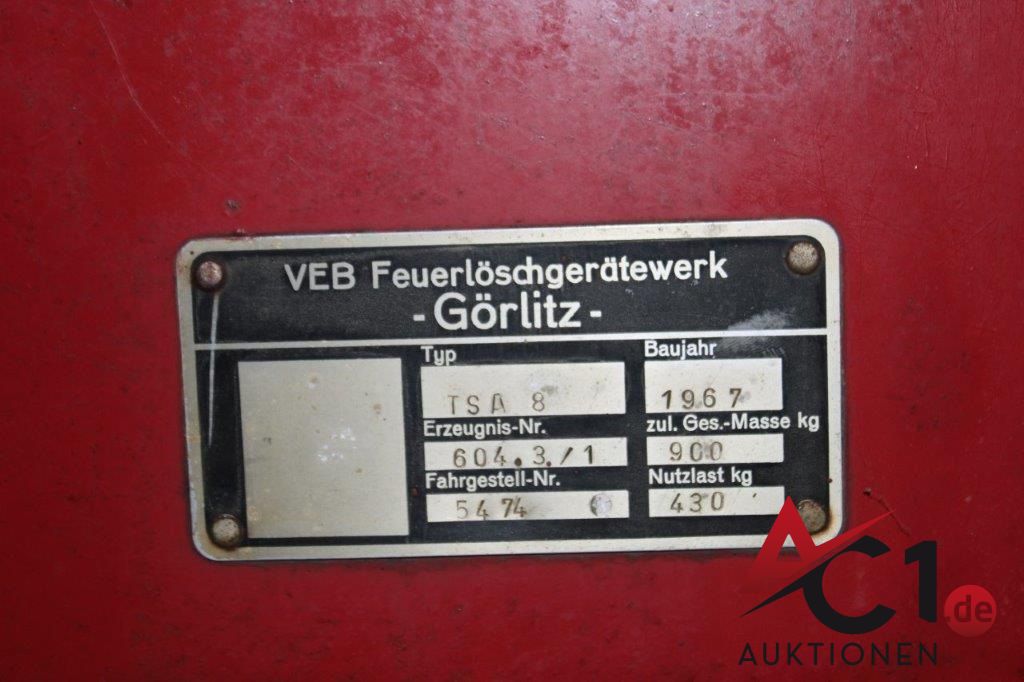 VEB Feuerlöschgerätewerk
- Görlitz -
Typ
TSA 8
Baujahr
1967
Erzeugnis-Nr.
604.3./1
zul. Ges.-Masse kg
900
Fahrgestell-Nr.
5474
Nutzlast kg
430
AC1.de
AUKTIONEN